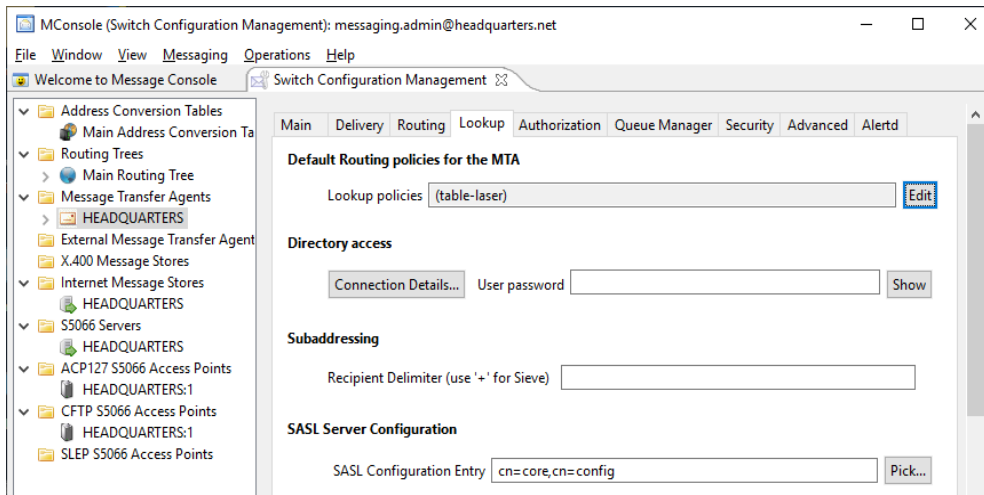 MConsole (Switch Configuration Management): messaging.admin@headquarters.net
File Window View Messaging Operations Help
Welcome to Message Console
Switch Configuration Management
Address Conversion Tables
Main Address Conversion Ta
Routing Trees
Main Routing Tree
Message Transfer Agents
HEADQUARTERS
External Message Transfer Agent
X.400 Message Stores
Internet Message Stores
HEADQUARTERS
S5066 Servers
HEADQUARTERS
ACP127 S5066 Access Points
HEADQUARTERS:1
CFTP S5066 Access Points
HEADQUARTERS:1
SLEP S5066 Access Points
Main Delivery Routing Lookup Authorization Queue Manager Security Advanced Alertd
Default Routing policies for the MTA
Lookup policies (table-laser) Edit
Directory access
Connection Details... User password Show
Subaddressing
Recipient Delimiter (use '+' for Sieve)
SASL Server Configuration
SASL Configuration Entry cn=core,cn=config Pick...